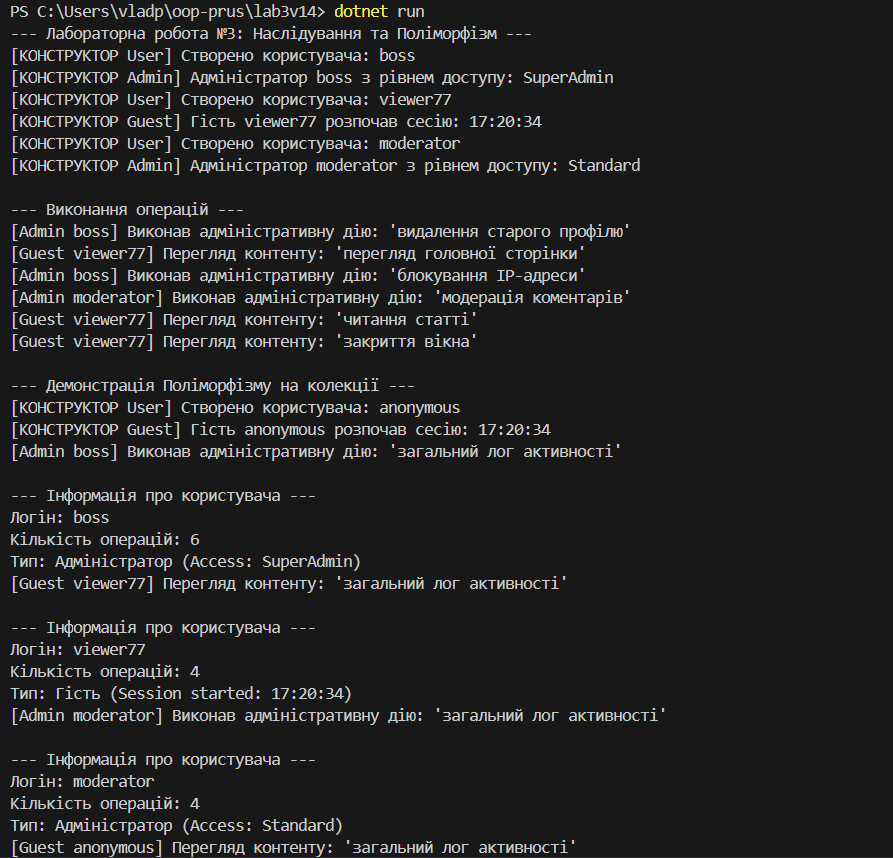 PS C:\Users\vladp\oop-prus\lab3v14> dotnet run
--- Лабораторна робота №3: Наслідування та Поліморфізм ---
[КОНСТРУКТОР User] Створено користувача: boss
[КОНСТРУКТОР Admin] Адміністратор boss з рівнем доступу: SuperAdmin
[КОНСТРУКТОР User] Створено користувача: viewer77
[КОНСТРУКТОР Guest] Гість viewer77 розпочав сесію: 17:20:34
[КОНСТРУКТОР User] Створено користувача: moderator
[КОНСТРУКТОР Admin] Адміністратор moderator з рівнем доступу: Standard

--- Виконання операцій ---
[Admin boss] Виконав адміністративну дію: 'видалення старого профілю'
[Guest viewer77] Перегляд контенту: 'перегляд головної сторінки'
[Admin boss] Виконав адміністративну дію: 'блокування IP-адреси'
[Admin moderator] Виконав адміністративну дію: 'модерація коментарів'
[Guest viewer77] Перегляд контенту: 'читання статті'
[Guest viewer77] Перегляд контенту: 'закриття вікна'

--- Демонстрація Поліморфізму на колекції ---
[КОНСТРУКТОР User] Створено користувача: anonymous
[КОНСТРУКТОР Guest] Гість anonymous розпочав сесію: 17:20:34
[Admin boss] Виконав адміністративну дію: 'загальний лог активності'

--- Інформація про користувача ---
Логін: boss
Кількість операцій: 6
Тип: Адміністратор (Access: SuperAdmin)
[Guest viewer77] Перегляд контенту: 'загальний лог активності'

--- Інформація про користувача ---
Логін: viewer77
Кількість операцій: 4
Тип: Гість (Session started: 17:20:34)
[Admin moderator] Виконав адміністративну дію: 'загальний лог активності'

--- Інформація про користувача ---
Логін: moderator
Кількість операцій: 4
Тип: Адміністратор (Access: Standard)
[Guest anonymous] Перегляд контенту: 'загальний лог активності'